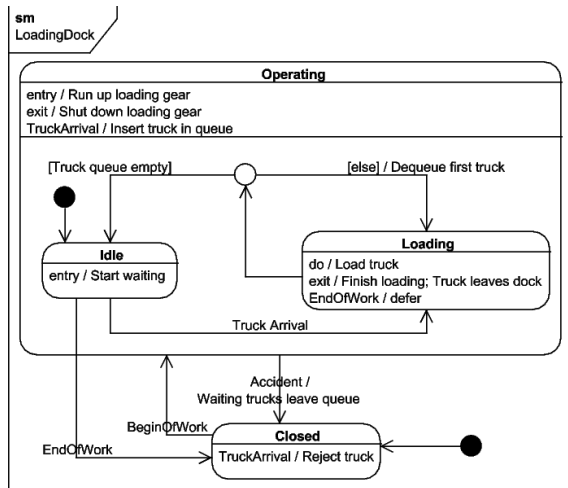 sm
LoadingDock
Operating
entry / Run up loading gear
exit / Shut down loading gear
TruckArrival / Insert truck in queue
[Truck queue empty]
[else] / Dequeue first truck
Idle
entry / Start waiting
Loading
do / Load truck
exit / Finish loading; Truck leaves dock
EndOfWork / defer
Truck Arrival
Accident /
Waiting trucks leave queue
BeginOfWork
EndOfWork
Closed
TruckArrival / Reject truck